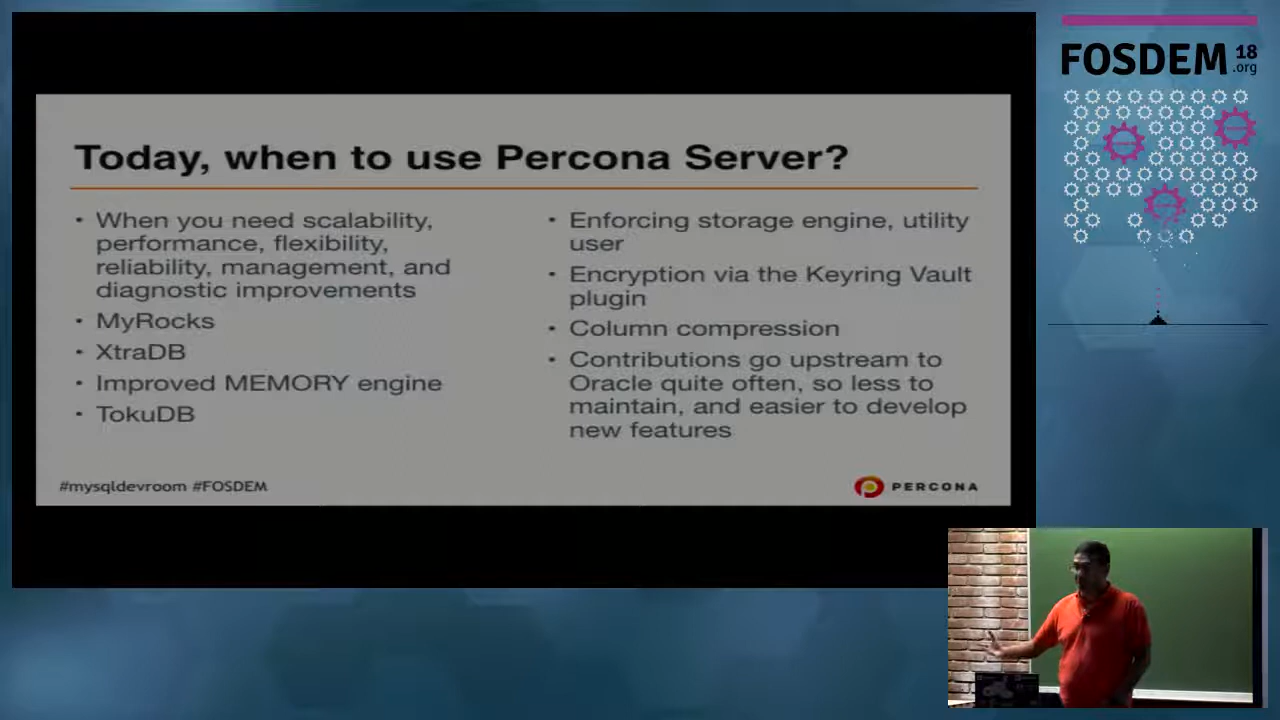 Today, when to use Percona Server?
• When you need scalability,
performance, flexibility,
reliability, management, and
diagnostic improvements
• MyRocks
• XtraDB
• Improved MEMORY engine
• TokuDB
• Enforcing storage engine, utility
user
• Encryption via the Keyring Vault
plugin
• Column compression
• Contributions go upstream to
Oracle quite often, so less to
maintain, and easier to develop
new features
#mysqldevroom #FOSDEM
PERCONA
FOSDEM 18
.org